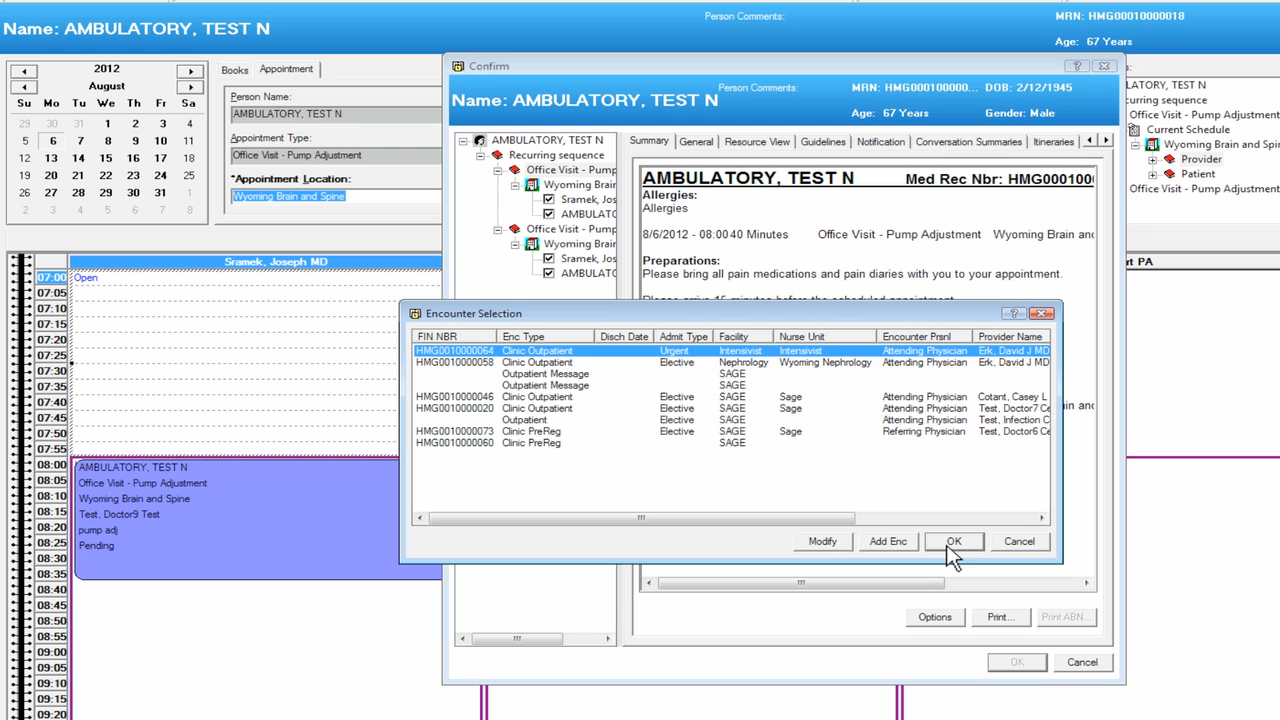 Name: AMBULATORY, TEST N
Person Comments:
MRN: HMG00010000018
Age: 67 Years
2012
August
Su Mo Tu We Th Fr Sa
29 30 31 1 2 3 4
5 6 7 8 9 10 11
12 13 14 15 16 17 18
19 20 21 22 23 24 25
26 27 28 29 30 31 1
2 3 4 5 6 7 8
Books Appointment
Person Name:
AMBULATORY, TEST N
Appointment Type:
Office Visit - Pump Adjustment
*Appointment Location:
Wyoming Brain and Spine
Sramek, Joseph MD
07:00 Open
07:05
07:10
07:15
07:20
07:25
07:30
07:35
07:40
07:45
07:50
07:55
08:00 AMBULATORY, TEST N
08:05 Office Visit - Pump Adjustment
08:10 Wyoming Brain and Spine
08:15 Test, Doctor9 Test
08:20 pump adj
08:25 Pending
08:30
08:35
08:40
08:45
08:50
08:55
09:00
09:05
09:10
09:15
09:20
Confirm
Name: AMBULATORY, TEST N
Person Comments:
MRN: HMG000100000... DOB: 2/12/1945
Age: 67 Years Gender: Male
AMBULATORY, TEST N
Recurring sequence
Office Visit - Pump
Wyoming Brain
Sramek, Jos
AMBULATO
Office Visit - Pump
Wyoming Brain
Sramek, Jos
AMBULATO
Summary General Resource View Guidelines Notification Conversation Summaries Itineraries
AMBULATORY, TEST N Med Rec Nbr: HMG000100
Allergies:
Allergies
8/6/2012 - 08:00 40 Minutes Office Visit - Pump Adjustment Wyoming Brain and
Preparations:
Please bring all pain medications and pain diaries with you to your appointment.
Please arrive 15 minutes before the scheduled appointment.
in and
Options Print... Print ABN...
OK Cancel
Encounter Selection
FIN NBR Enc Type Disch Date Admit Type Facility Nurse Unit Encounter Prsnl Provider Name
HMG0010000064 Clinic Outpatient Urgent Intensivist Intensivist Attending Physician Erk, David J MD
HMG0010000058 Clinic Outpatient Elective Nephrology Wyoming Nephrology Attending Physician Erk, David J MD
Outpatient Message SAGE
Outpatient Message SAGE
HMG0010000046 Clinic Outpatient Elective SAGE Sage Attending Physician Cotant, Casey L
HMG0010000020 Clinic Outpatient Elective SAGE Sage Attending Physician Test, Doctor7 Ce
Outpatient Elective SAGE Attending Physician Test, Infection C
HMG0010000073 Clinic PreReg Elective SAGE Sage Referring Physician Test, Doctor6 Ce
HMG0010000060 Clinic PreReg SAGE
Modify Add Enc OK Cancel
s:
LATORY, TEST N
curring sequence
Office Visit - Pump Adjustment
Current Schedule
Wyoming Brain and Spin
Provider
Patient
Office Visit - Pump Adjustment
rt PA